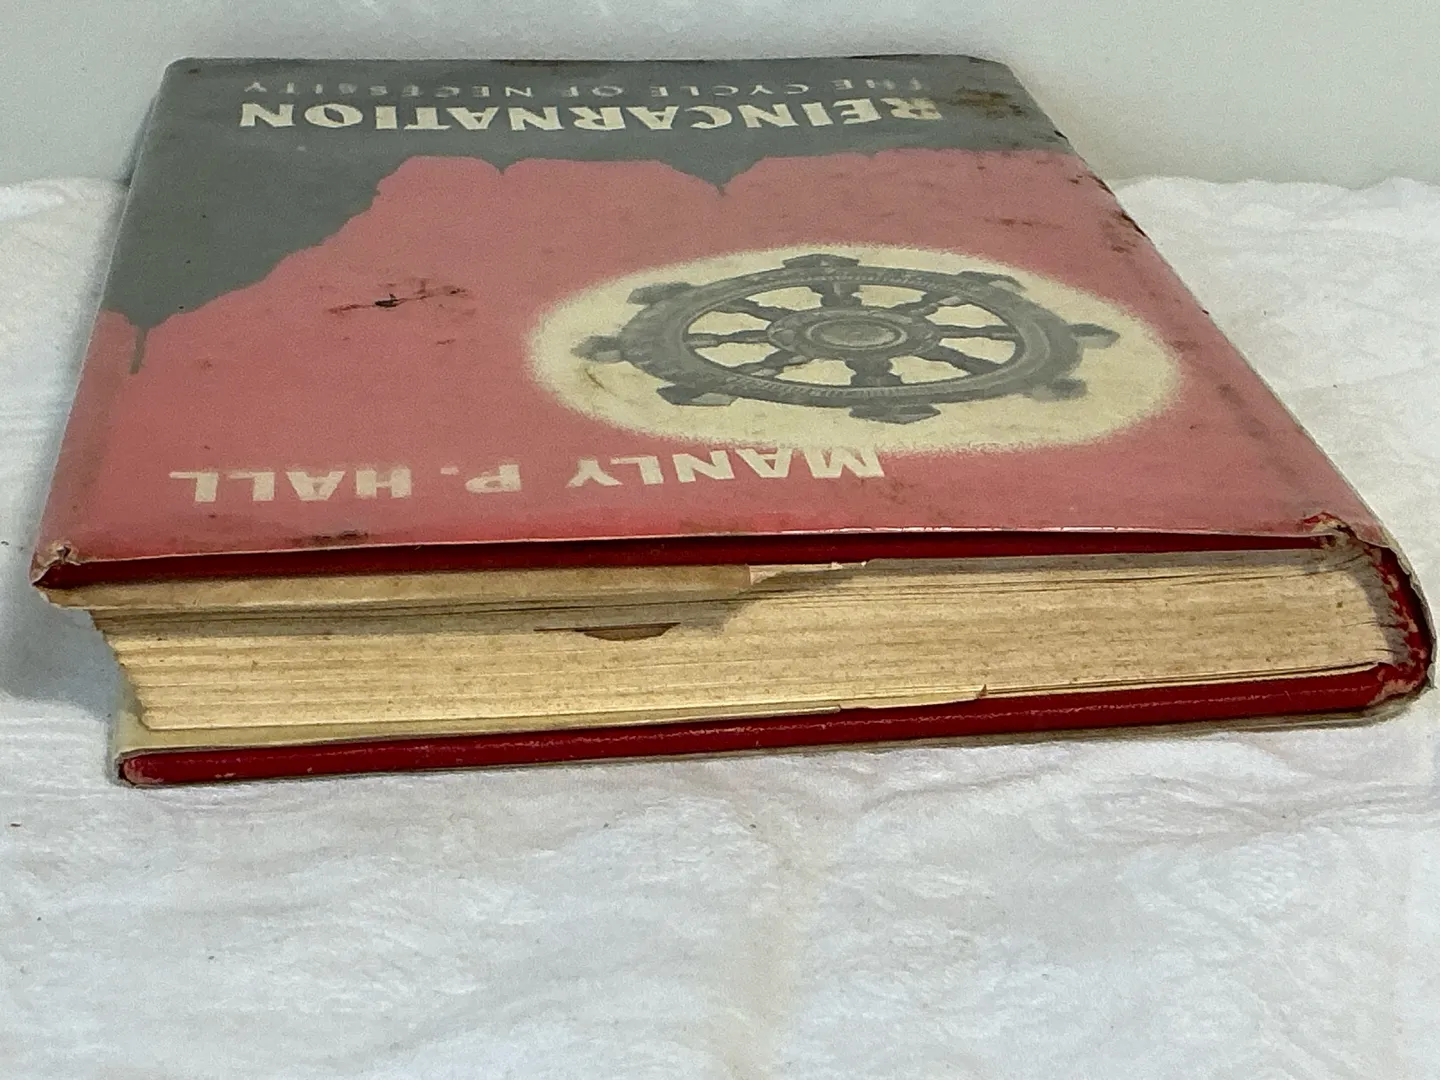 REINCARNATION
THE CYCLE OF NECESSITY
MANLY P. HALL